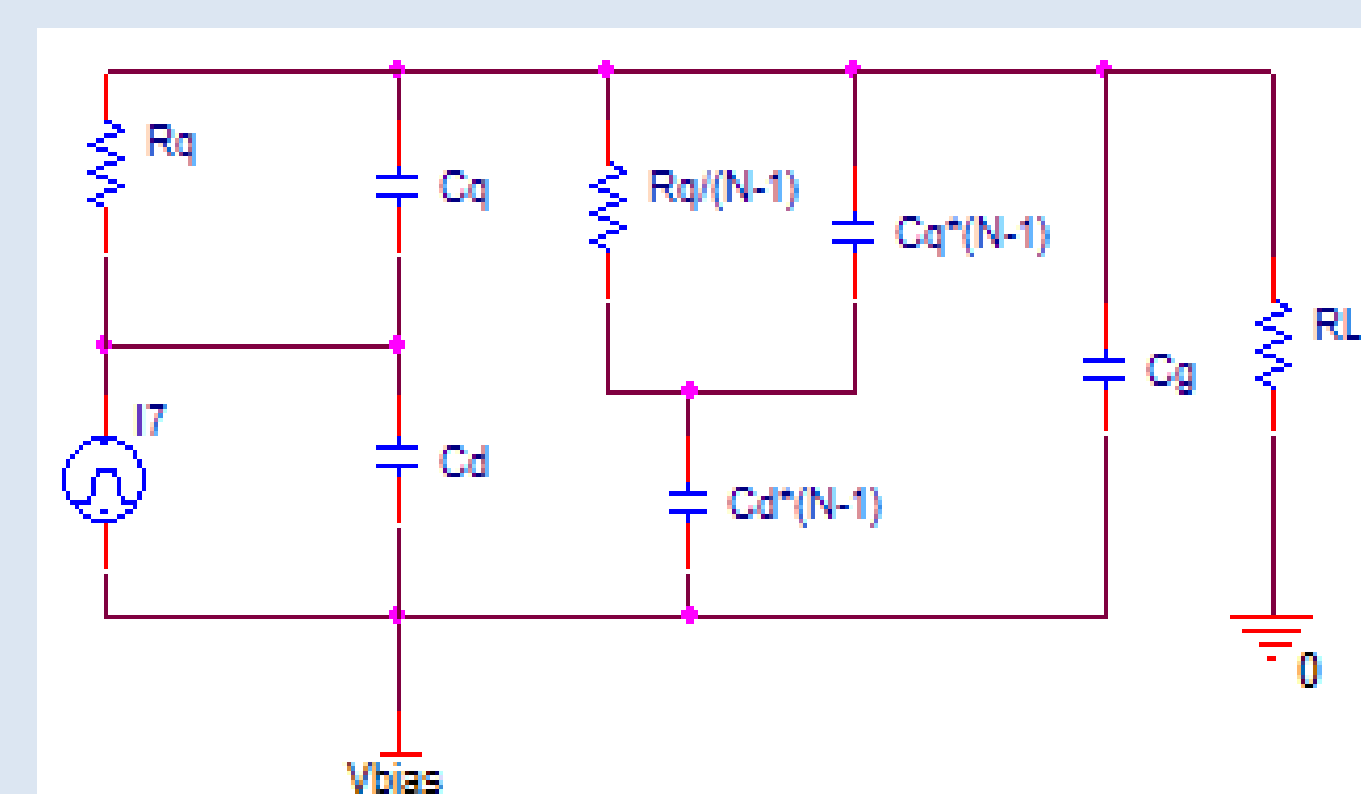 Rq
Cq
Rq/(N-1)
Cq*(N-1)
RL
Cg
I7
Cd
Cd*(N-1)
0
Vbias